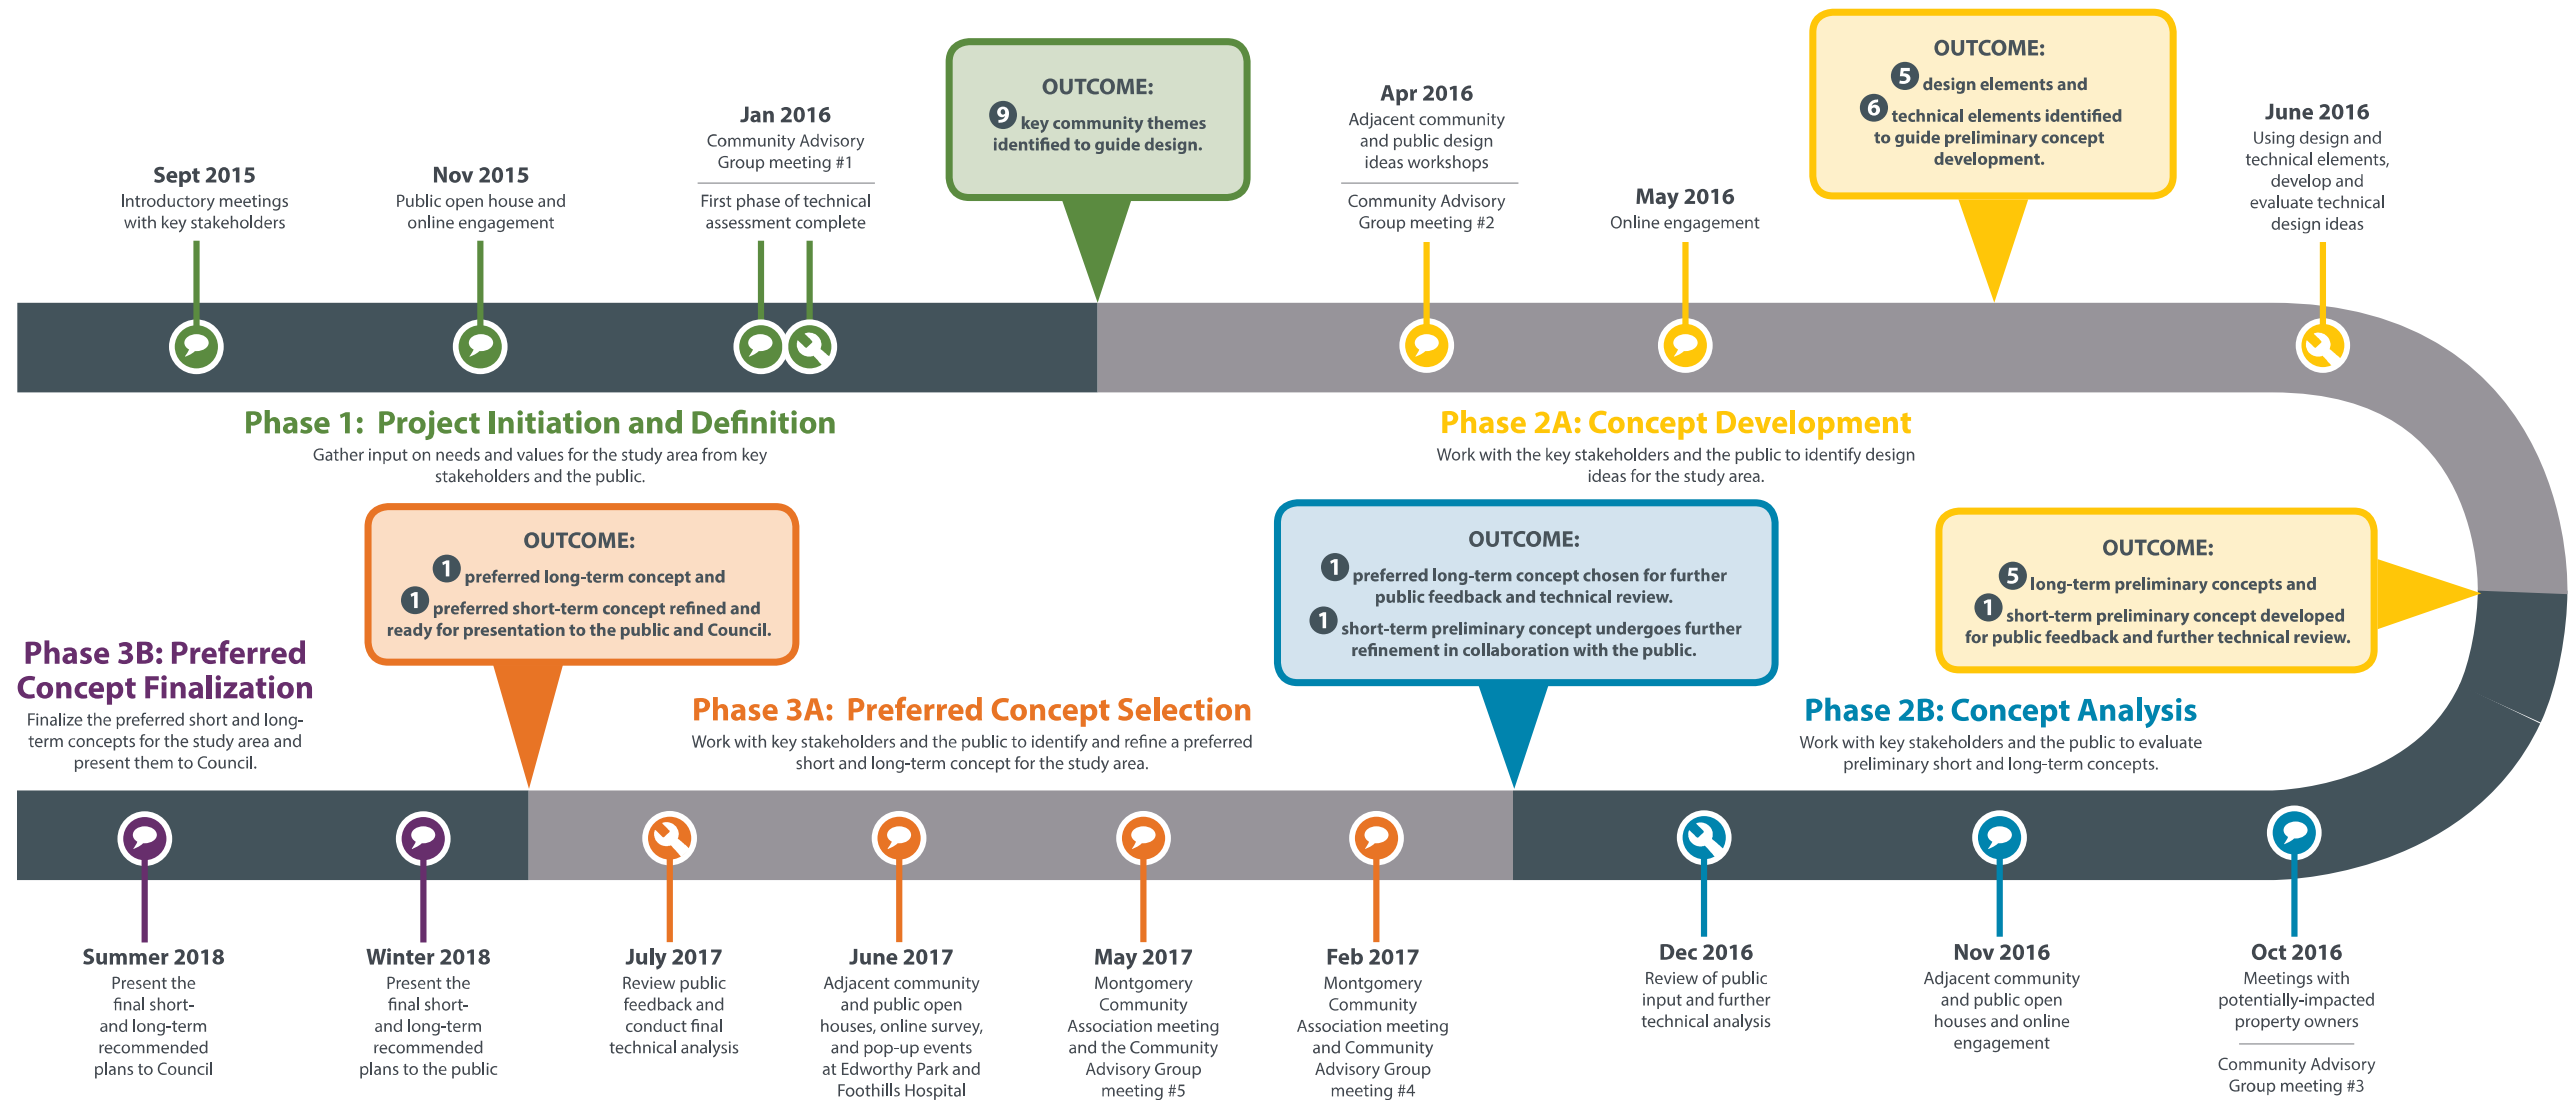 Sept 2015
Introductory meetings
with key stakeholders
Nov 2015
Public open house and
online engagement
Jan 2016
Community Advisory
Group meeting #1
First phase of technical
assessment complete
OUTCOME:
9 key community themes
identified to guide design.
Apr 2016
Adjacent community
and public design
ideas workshops
Community Advisory
Group meeting #2
May 2016
Online engagement
OUTCOME:
5 design elements and
6 technical elements identified
to guide preliminary concept
development.
June 2016
Using design and
technical elements,
develop and
evaluate technical
design ideas
Phase 1: Project Initiation and Definition
Gather input on needs and values for the study area from key
stakeholders and the public.
Phase 2A: Concept Development
Work with the key stakeholders and the public to identify design
ideas for the study area.
OUTCOME:
5 long-term preliminary concepts and
1 short-term preliminary concept developed
for public feedback and further technical review.
Phase 2B: Concept Analysis
Work with key stakeholders and the public to evaluate
preliminary short and long-term concepts.
OUTCOME:
1 preferred long-term concept chosen for further
public feedback and technical review.
1 short-term preliminary concept undergoes further
refinement in collaboration with the public.
Phase 3A: Preferred Concept Selection
Work with key stakeholders and the public to identify and refine a preferred
short and long-term concept for the study area.
OUTCOME:
1 preferred long-term concept and
1 preferred short-term concept refined and
ready for presentation to the public and Council.
Phase 3B: Preferred
Concept Finalization
Finalize the preferred short and long-
term concepts for the study area and
present them to Council.
Summer 2018
Present the
final short-
and long-term
recommended
plans to Council
Winter 2018
Present the
final short-
and long-term
recommended
plans to the public
July 2017
Review public
feedback and
conduct final
technical analysis
June 2017
Adjacent community
and public open
houses, online survey,
and pop-up events
at Edworthy Park and
Foothills Hospital
May 2017
Montgomery
Community
Association meeting
and the Community
Advisory Group
meeting #5
Feb 2017
Montgomery
Community
Association meeting
and Community
Advisory Group
meeting #4
Dec 2016
Review of public
input and further
technical analysis
Nov 2016
Adjacent community
and public open
houses and online
engagement
Oct 2016
Meetings with
potentially-impacted
property owners
Community Advisory
Group meeting #3